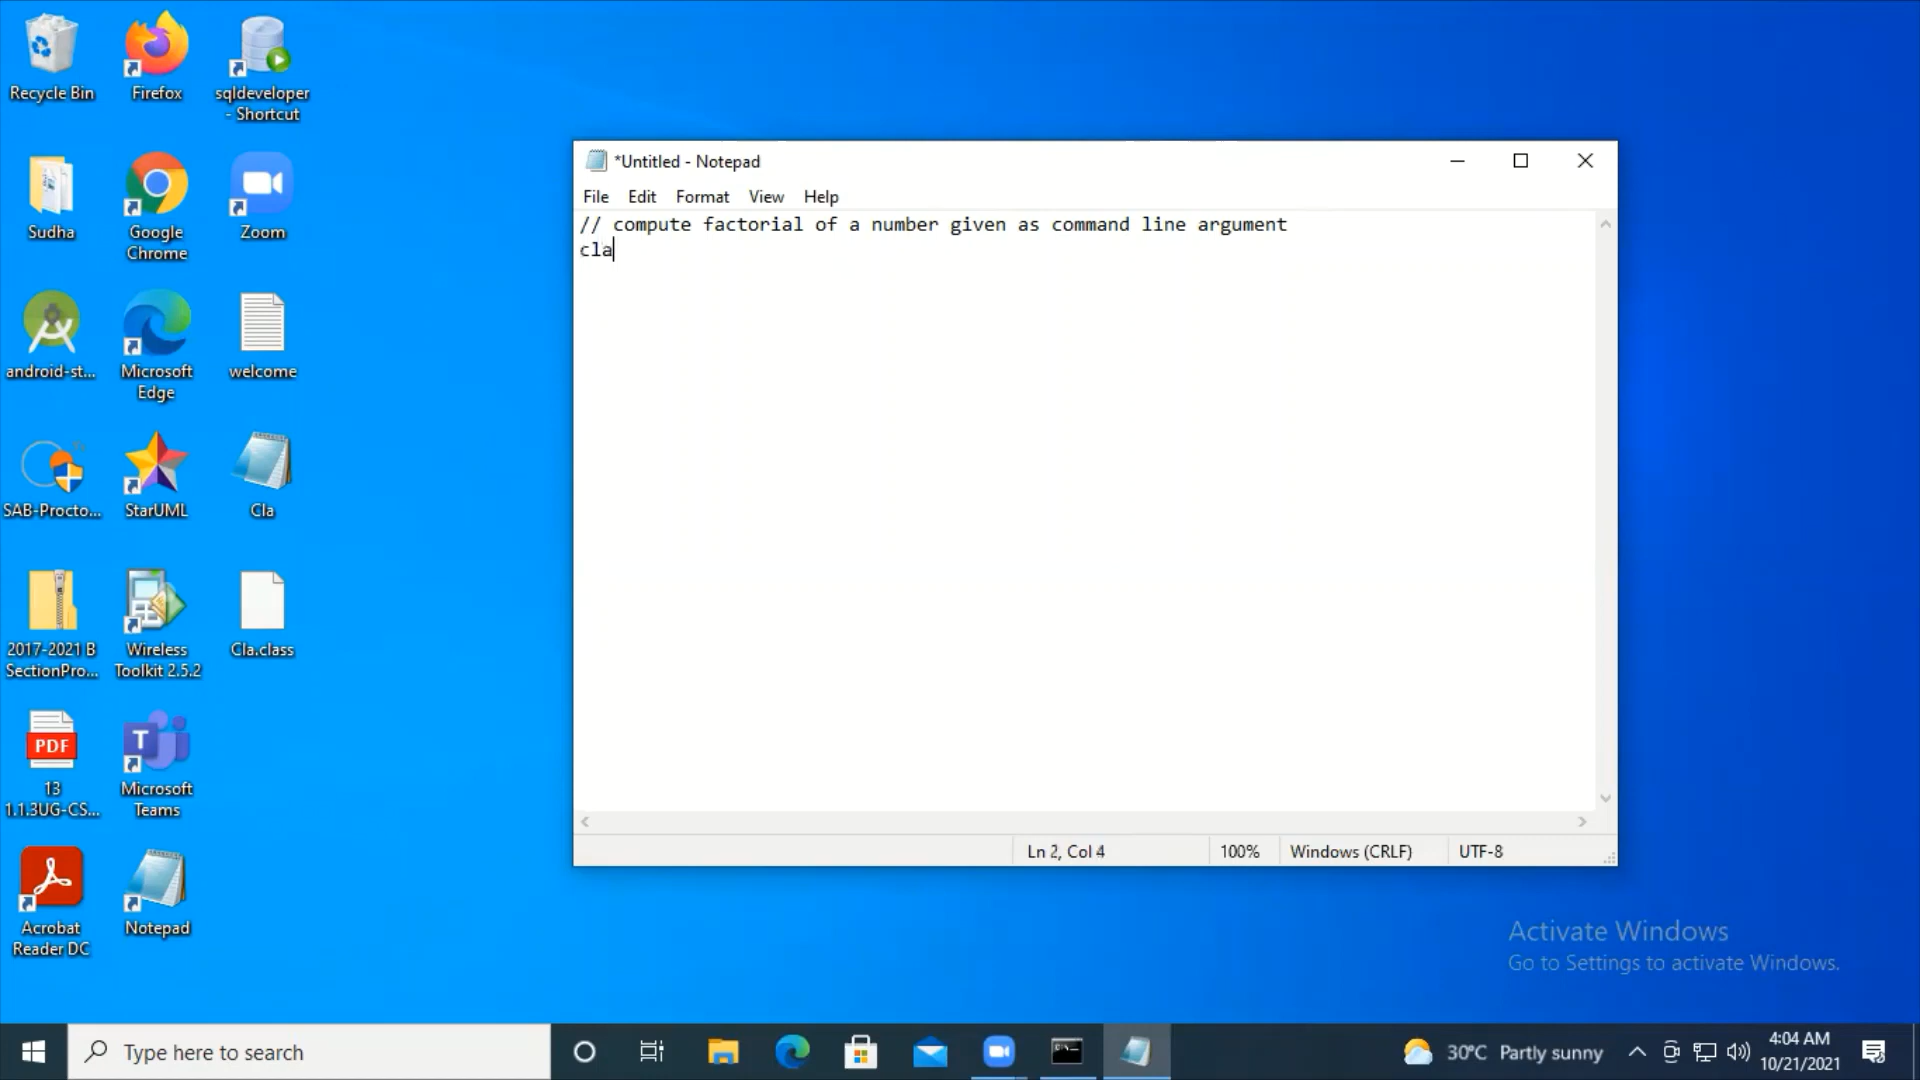 Recycle Bin
Firefox
sqldeveloper
- Shortcut
Sudha
Google
Chrome
Zoom
android-st...
Microsoft
Edge
welcome
SAB-Procto...
StarUML
Cla
2017-2021 B
SectionPro...
Wireless
Toolkit 2.5.2
Cla.class
PDF
13
1.1.3UG-CS...
T
Microsoft
Teams
Acrobat
Reader DC
Notepad
*Untitled - Notepad
File Edit Format View Help
// compute factorial of a number given as command line argument
cla
Ln 2, Col 4
100%
Windows (CRLF)
UTF-8
Activate Windows
Go to Settings to activate Windows.
Type here to search
30°C Partly sunny
4:04 AM
10/21/2021